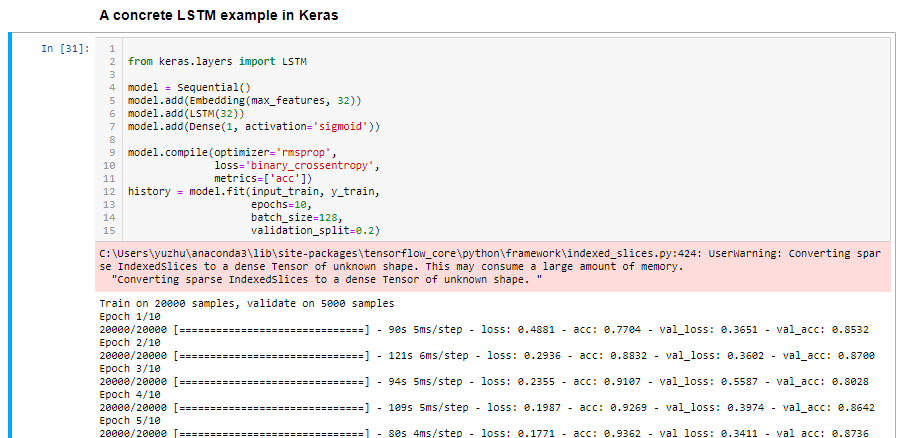 A concrete LSTM example in Keras
In [31]:
1
2 from keras.layers import LSTM
3
4 model = Sequential()
5 model.add(Embedding(max_features, 32))
6 model.add(LSTM(32))
7 model.add(Dense(1, activation='sigmoid'))
8
9 model.compile(optimizer='rmsprop',
10 loss='binary_crossentropy',
11 metrics=['acc'])
12 history = model.fit(input_train, y_train,
13 epochs=10,
14 batch_size=128,
15 validation_split=0.2)
C:\Users\yuzhu\anaconda3\lib\site-packages\tensorflow_core\python\framework\indexed_slices.py:424: UserWarning: Converting spar
se IndexedSlices to a dense Tensor of unknown shape. This may consume a large amount of memory.
"Converting sparse IndexedSlices to a dense Tensor of unknown shape. "
Train on 20000 samples, validate on 5000 samples
Epoch 1/10
20000/20000 [==============================] - 90s 5ms/step - loss: 0.4881 - acc: 0.7704 - val_loss: 0.3651 - val_acc: 0.8532
Epoch 2/10
20000/20000 [==============================] - 121s 6ms/step - loss: 0.2936 - acc: 0.8832 - val_loss: 0.3602 - val_acc: 0.8700
Epoch 3/10
20000/20000 [==============================] - 94s 5ms/step - loss: 0.2355 - acc: 0.9107 - val_loss: 0.5587 - val_acc: 0.8028
Epoch 4/10
20000/20000 [==============================] - 109s 5ms/step - loss: 0.1987 - acc: 0.9269 - val_loss: 0.3974 - val_acc: 0.8642
Epoch 5/10
20000/20000 [==============================] - 80s 4ms/step - loss: 0.1771 - acc: 0.9362 - val_loss: 0.3411 - val_acc: 0.8736